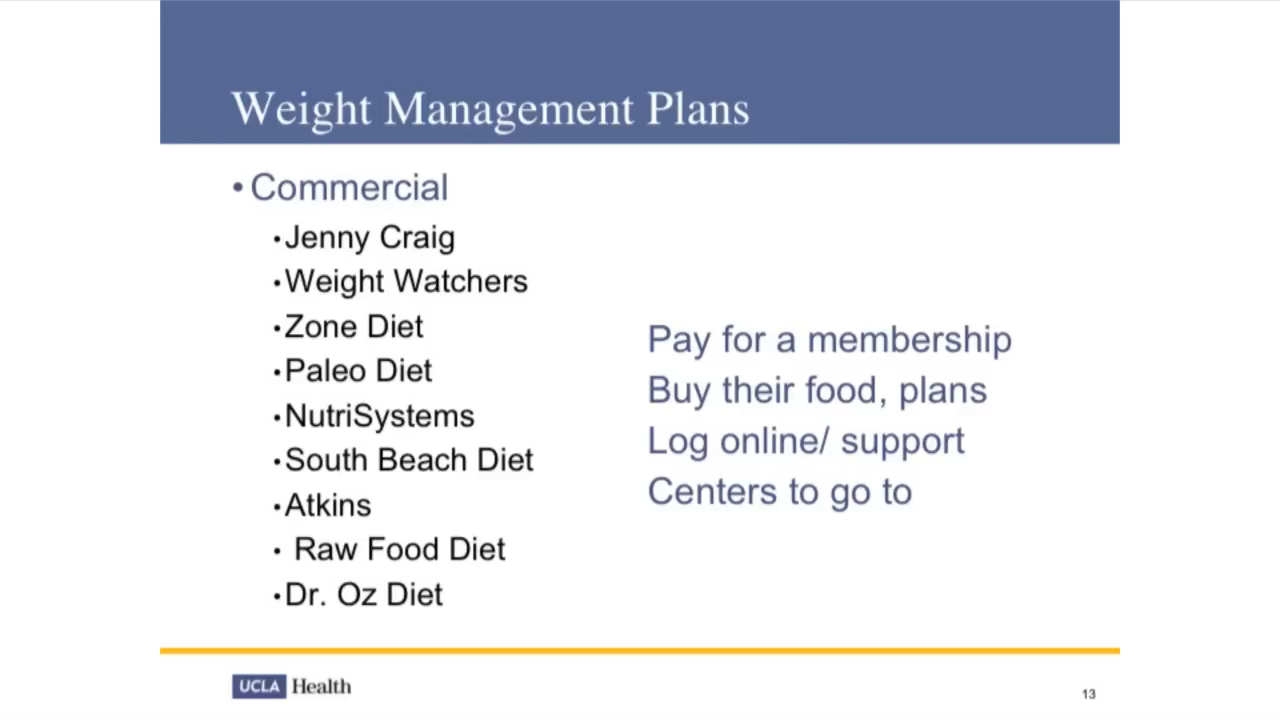 Weight Management Plans
• Commercial
• Jenny Craig
• Weight Watchers
• Zone Diet
• Paleo Diet
• NutriSystems
• South Beach Diet
• Atkins
• Raw Food Diet
• Dr. Oz Diet
Pay for a membership
Buy their food, plans
Log online/ support
Centers to go to
UCLA Health
13